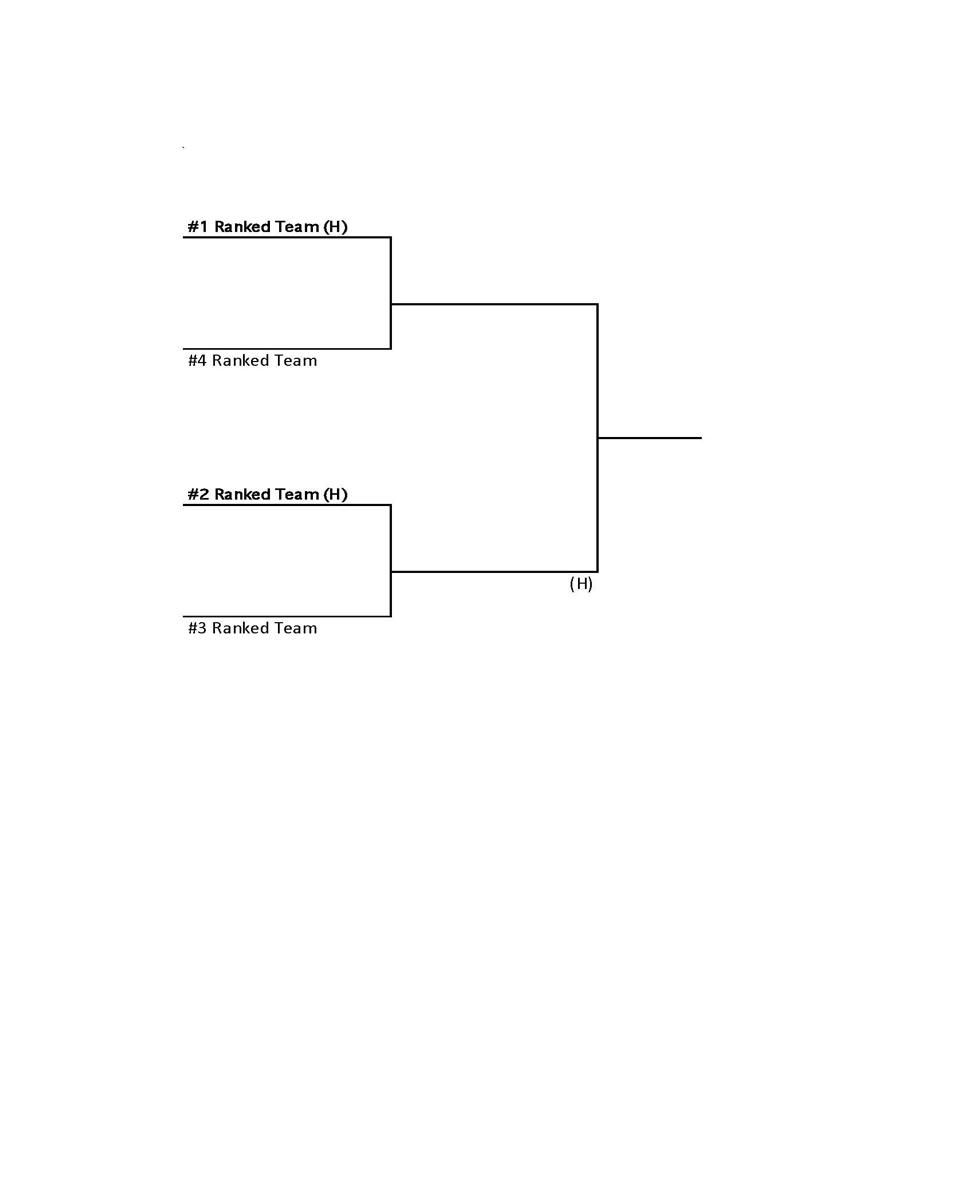 #1 Ranked Team (H)
#4 Ranked Team
#2 Ranked Team (H)
(H)
#3 Ranked Team